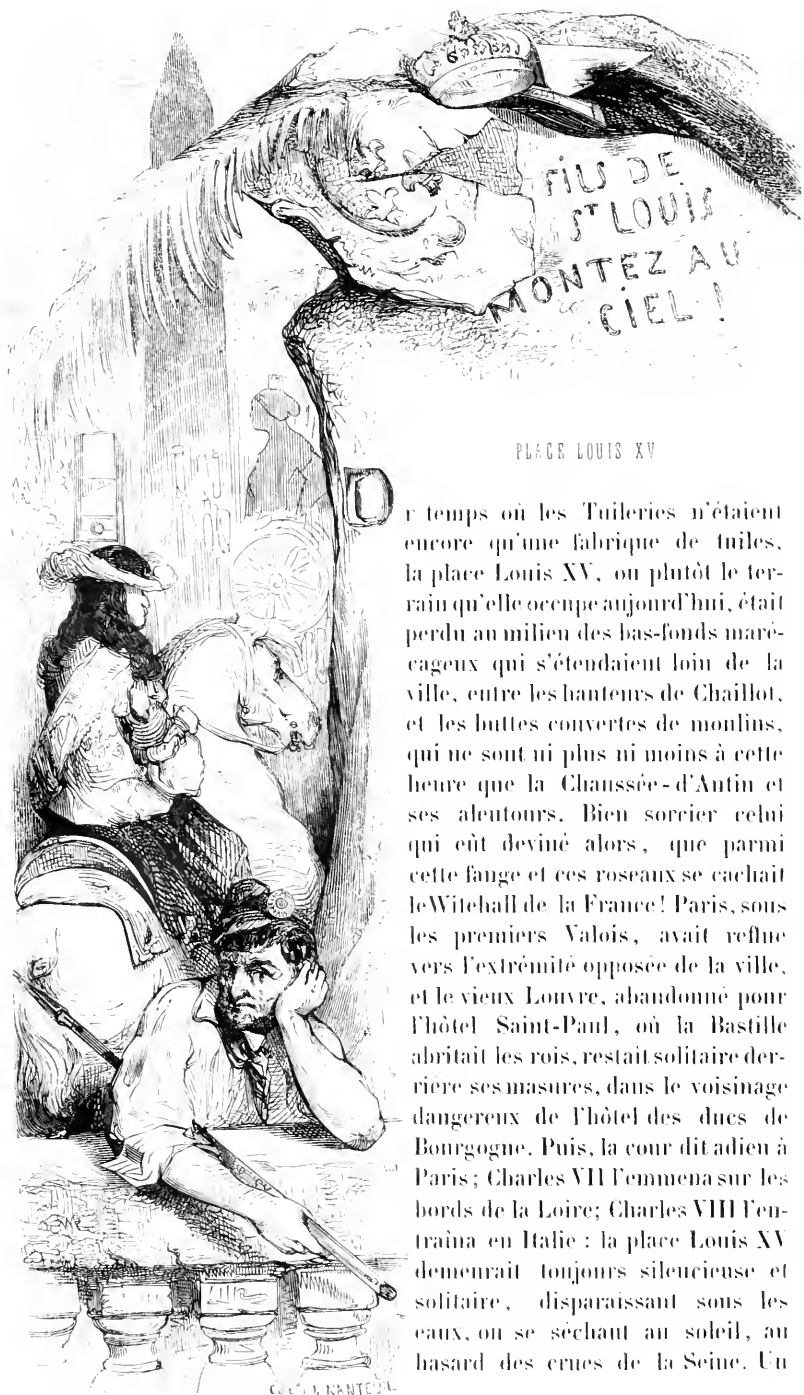 FILS DE
ST LOUIS
MONTEZ AU
CIEL !
PLACE LOUIS XV
r temps où les Tuileries n'étaient
encore qu'une fabrique de tuiles,
la place Louis XV, ou plutôt le ter-
rain qu'elle occupe aujourd'hui, était
perdu au milieu des bas-fonds maré-
cageux qui s'étendaient loin de la
ville, entre les hauteurs de Chaillot,
et les buttes couvertes de moulins,
qui ne sont ni plus ni moins à cette
heure que la Chaussée-d'Antin et
ses alentours. Bien sorcier celui
qui eût deviné alors, que parmi
cette fange et ces roseaux se cachait
le Witehall de la France! Paris, sous
les premiers Valois, avait reflue
vers l'extrémité opposée de la ville,
et le vieux Louvre, abandonné pour
l'hôtel Saint-Paul, où la Bastille
abritait les rois, restait solitaire der-
rière ses masures, dans le voisinage
dangereux de l'hôtel des ducs de
Bourgogne. Puis, la cour dit adieu à
Paris; Charles VII l'emmena sur les
bords de la Loire; Charles VIII l'en-
traîna en Italie : la place Louis XV
demeurait toujours silencieuse et
solitaire, disparaissant sous les
eaux, ou se séchant au soleil, au
hasard des crues de la Seine. Un
NANTEUIL